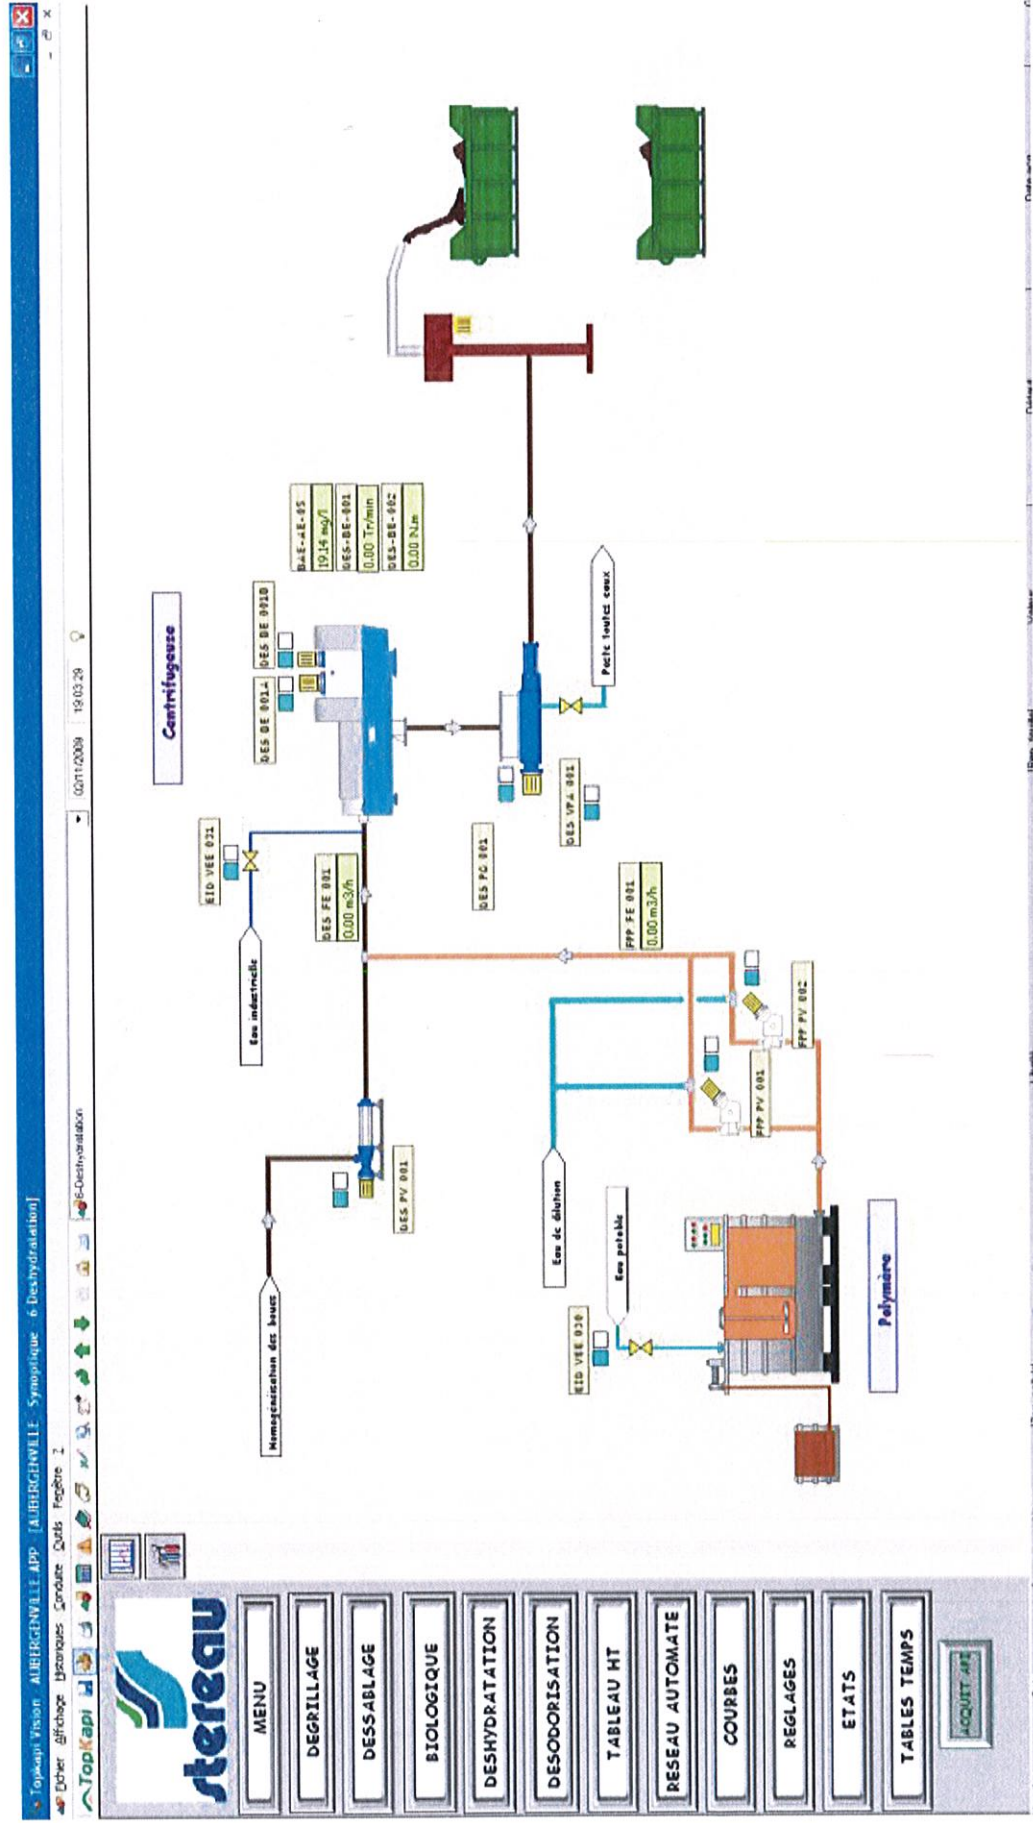 Topkapi Vision AUBERGENVILLE.APP - [AUBERGENVILLE - Synoptique - 6-Deshydratation]
Fichier Affichage Historiques Conduite Outils Fenêtre ?
TopKapi
6-Deshydratation
02/11/2009
19:03:29
stereau
MENU
DEGRILLAGE
DESSABLAGE
BIOLOGIQUE
DESHYDRATATION
DESODORISATION
TABLEAU HT
RESEAU AUTOMATE
COURBES
REGLAGES
ETATS
TABLES TEMPS
ACQUIT API
Centrifugeuse
EID VEE 031
Eau industrielle
DES BE 001A
DES BE 001B
BAE-AE-05
19.14 mg/l
DES-BE-001
0.00 Tr/min
DES-BE-002
0.00 N.m
Homogénéisation des boues
DES PV 001
DES FE 001
0.00 m3/h
DES PG 001
DES VPA 001
Poste toutes eaux
Eau de dilution
Eau potable
EID VEE 030
FPP FE 001
0.00 m3/h
FPP PV 001
FPP PV 002
Polymère